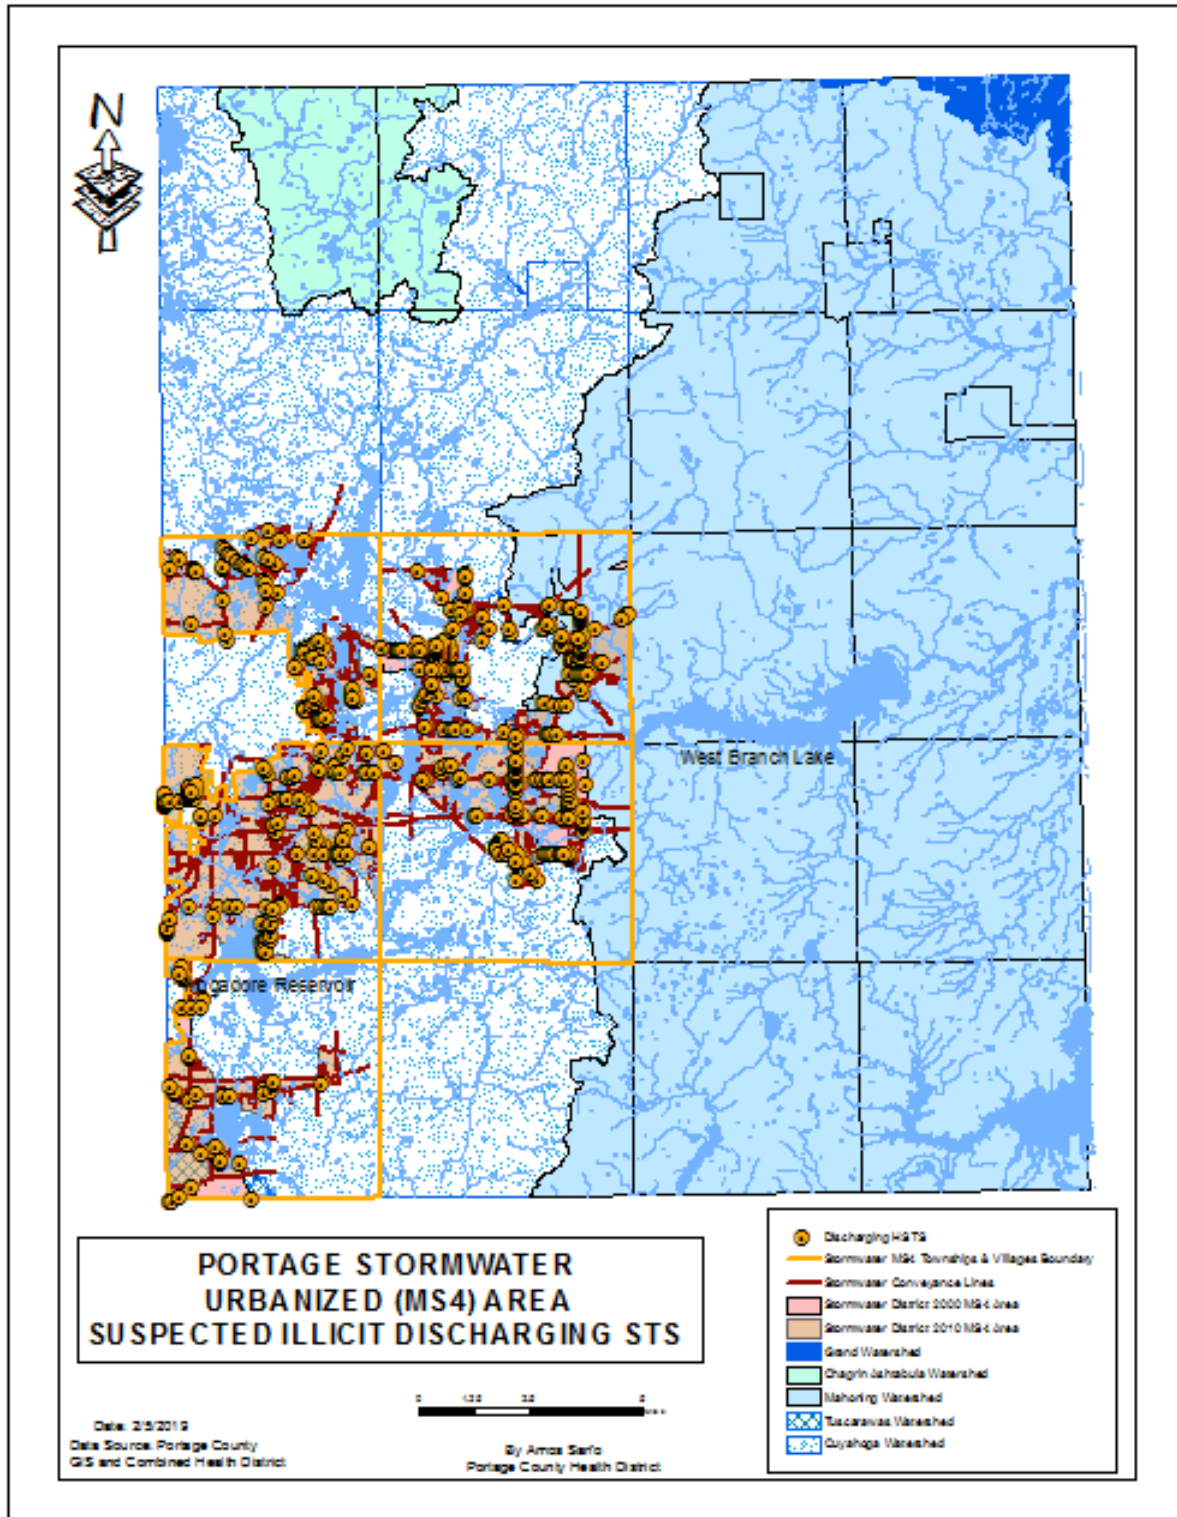 N
West Branch Lake
Reservoir
PORTAGE STORMWATER
URBANIZED (MS4) AREA
SUSPECTED ILLICIT DISCHARGING STS
Date: 2/5/2019
Data Source: Portage County
GIS and Combined Health District
By Amos Sarfo
Portage County Health District
Discharging HSTS
Stormwater MS4 Townships & Villages Boundary
Stormwater Conveyance Lines
Stormwater District 2000 MS4 Area
Stormwater District 2010 MS4 Area
Grand Watershed
Chagrin Ashtabula Watershed
Mahoning Watershed
Tuscarawas Watershed
Cuyahoga Watershed